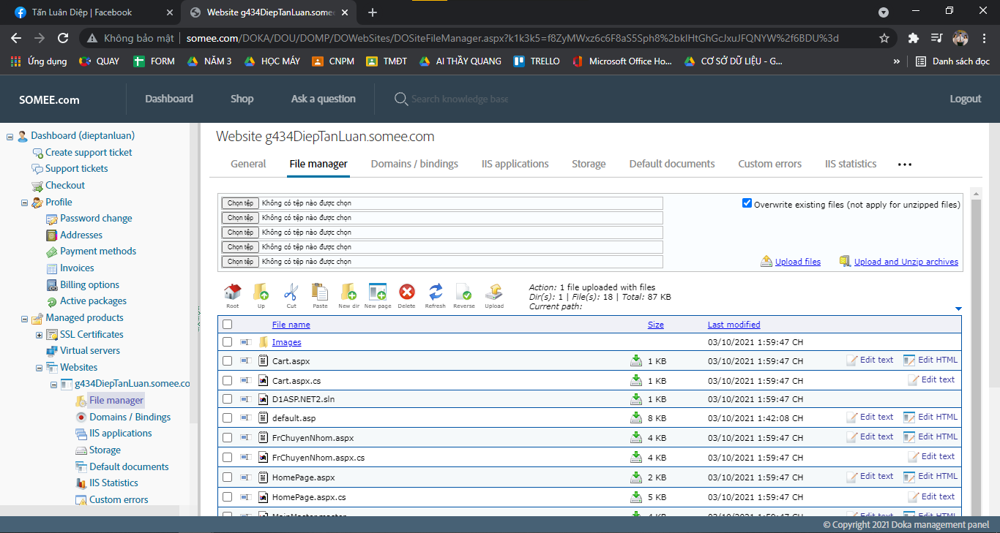 Tấn Luân Diệp | Facebook
Website g434DiepTanLuan.somee
Không bảo mật
somee.com/DOKA/DOU/DOMP/DOWebSites/DOSiteFileManager.aspx?k1k3k5=f8ZyMWxz6c6F8aS5Sph8%2bklHtGhGcJxuJFQNYW%2f6BDU%3d
Ứng dụng QUAY FORM NĂM 3 HỌC MÁY CNPM TMĐT AI THẦY QUANG TRELLO Microsoft Office Ho... CƠ SỞ DỮ LIỆU - G... » Danh sách đọc
SOMEE.com Dashboard Shop Ask a question Search knowledge base Logout
Dashboard (dieptanluan)
Create support ticket
Support tickets
Checkout
Profile
Password change
Addresses
Payment methods
Invoices
Billing options
Active packages
Managed products
SSL Certificates
Virtual servers
Websites
g434DiepTanLuan.somee.co
File manager
Domains / Bindings
IIS applications
Storage
Default documents
IIS Statistics
Custom errors
Website g434DiepTanLuan.somee.com
General File manager Domains / bindings IIS applications Storage Default documents Custom errors IIS statistics •••
Chọn tệp Không có tệp nào được chọn
Chọn tệp Không có tệp nào được chọn
Chọn tệp Không có tệp nào được chọn
Chọn tệp Không có tệp nào được chọn
Chọn tệp Không có tệp nào được chọn
Overwrite existing files (not apply for unzipped files)
Upload files Upload and Unzip archives
Root Up Cut Paste New dir New page Delete Refresh Reverse Upload
Action: 1 file uploaded with files
Dir(s): 1 | File(s): 18 | Total: 87 KB
Current path:
File name Size Last modified
Images 03/10/2021 1:59:47 CH
Cart.aspx 1 KB 03/10/2021 1:59:47 CH Edit text Edit HTML
Cart.aspx.cs 1 KB 03/10/2021 1:59:47 CH Edit text
D1ASP.NET2.sln 1 KB 03/10/2021 1:59:47 CH
default.asp 8 KB 03/10/2021 1:42:08 CH Edit text Edit HTML
FrChuyenNhom.aspx 4 KB 03/10/2021 1:59:47 CH Edit text Edit HTML
FrChuyenNhom.aspx.cs 4 KB 03/10/2021 1:59:47 CH Edit text
HomePage.aspx 2 KB 03/10/2021 1:59:47 CH Edit text Edit HTML
HomePage.aspx.cs 5 KB 03/10/2021 1:59:47 CH Edit text
MainMaster.master 4 KB 03/10/2021 1:59:47 CH Edit text Edit HTML
© Copyright 2021 Doka management panel